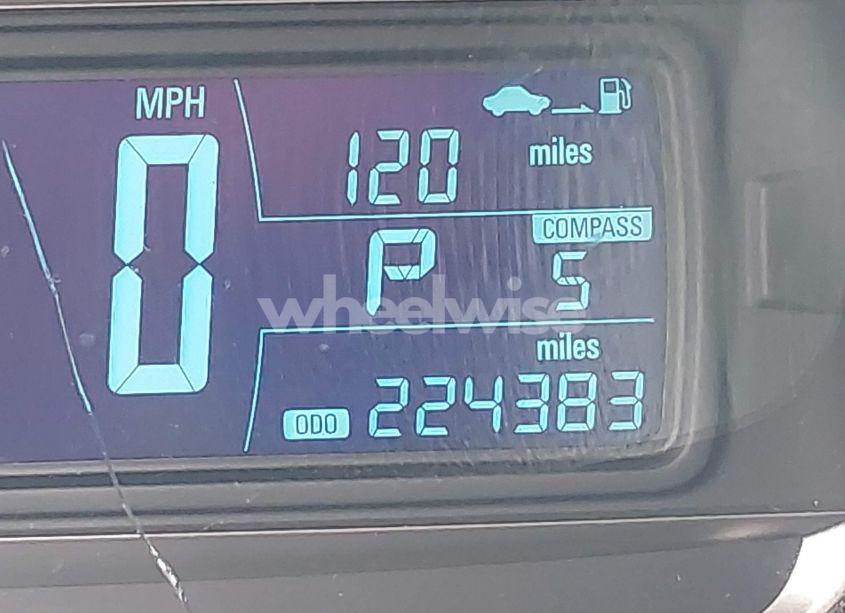 MPH
0
120 miles
COMPASS
P S
wheelwise
miles
ODO 224383